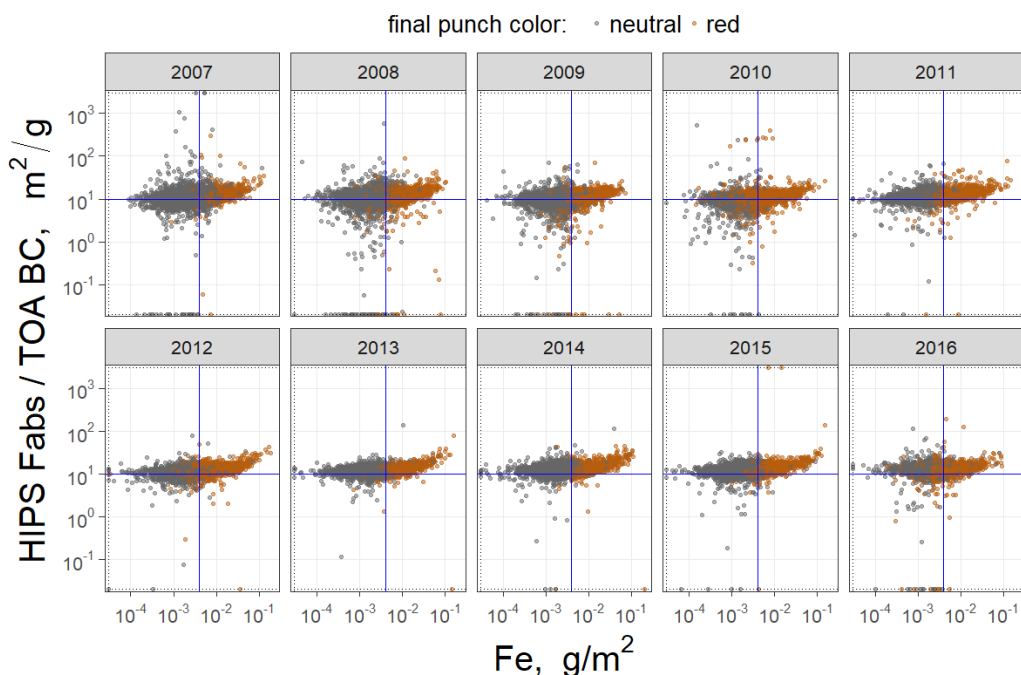 final punch color: neutral red
2007 2008 2009 2010 2011
10³
10²
10¹
10⁰
10⁻¹
2012 2013 2014 2015 2016
10³
10²
10¹
10⁰
10⁻¹
10⁻⁴ 10⁻³ 10⁻² 10⁻¹ 10⁻⁴ 10⁻³ 10⁻² 10⁻¹ 10⁻⁴ 10⁻³ 10⁻² 10⁻¹ 10⁻⁴ 10⁻³ 10⁻² 10⁻¹ 10⁻⁴ 10⁻³ 10⁻² 10⁻¹
HIPS Fabs / TOA BC, m²/g
Fe, g/m²